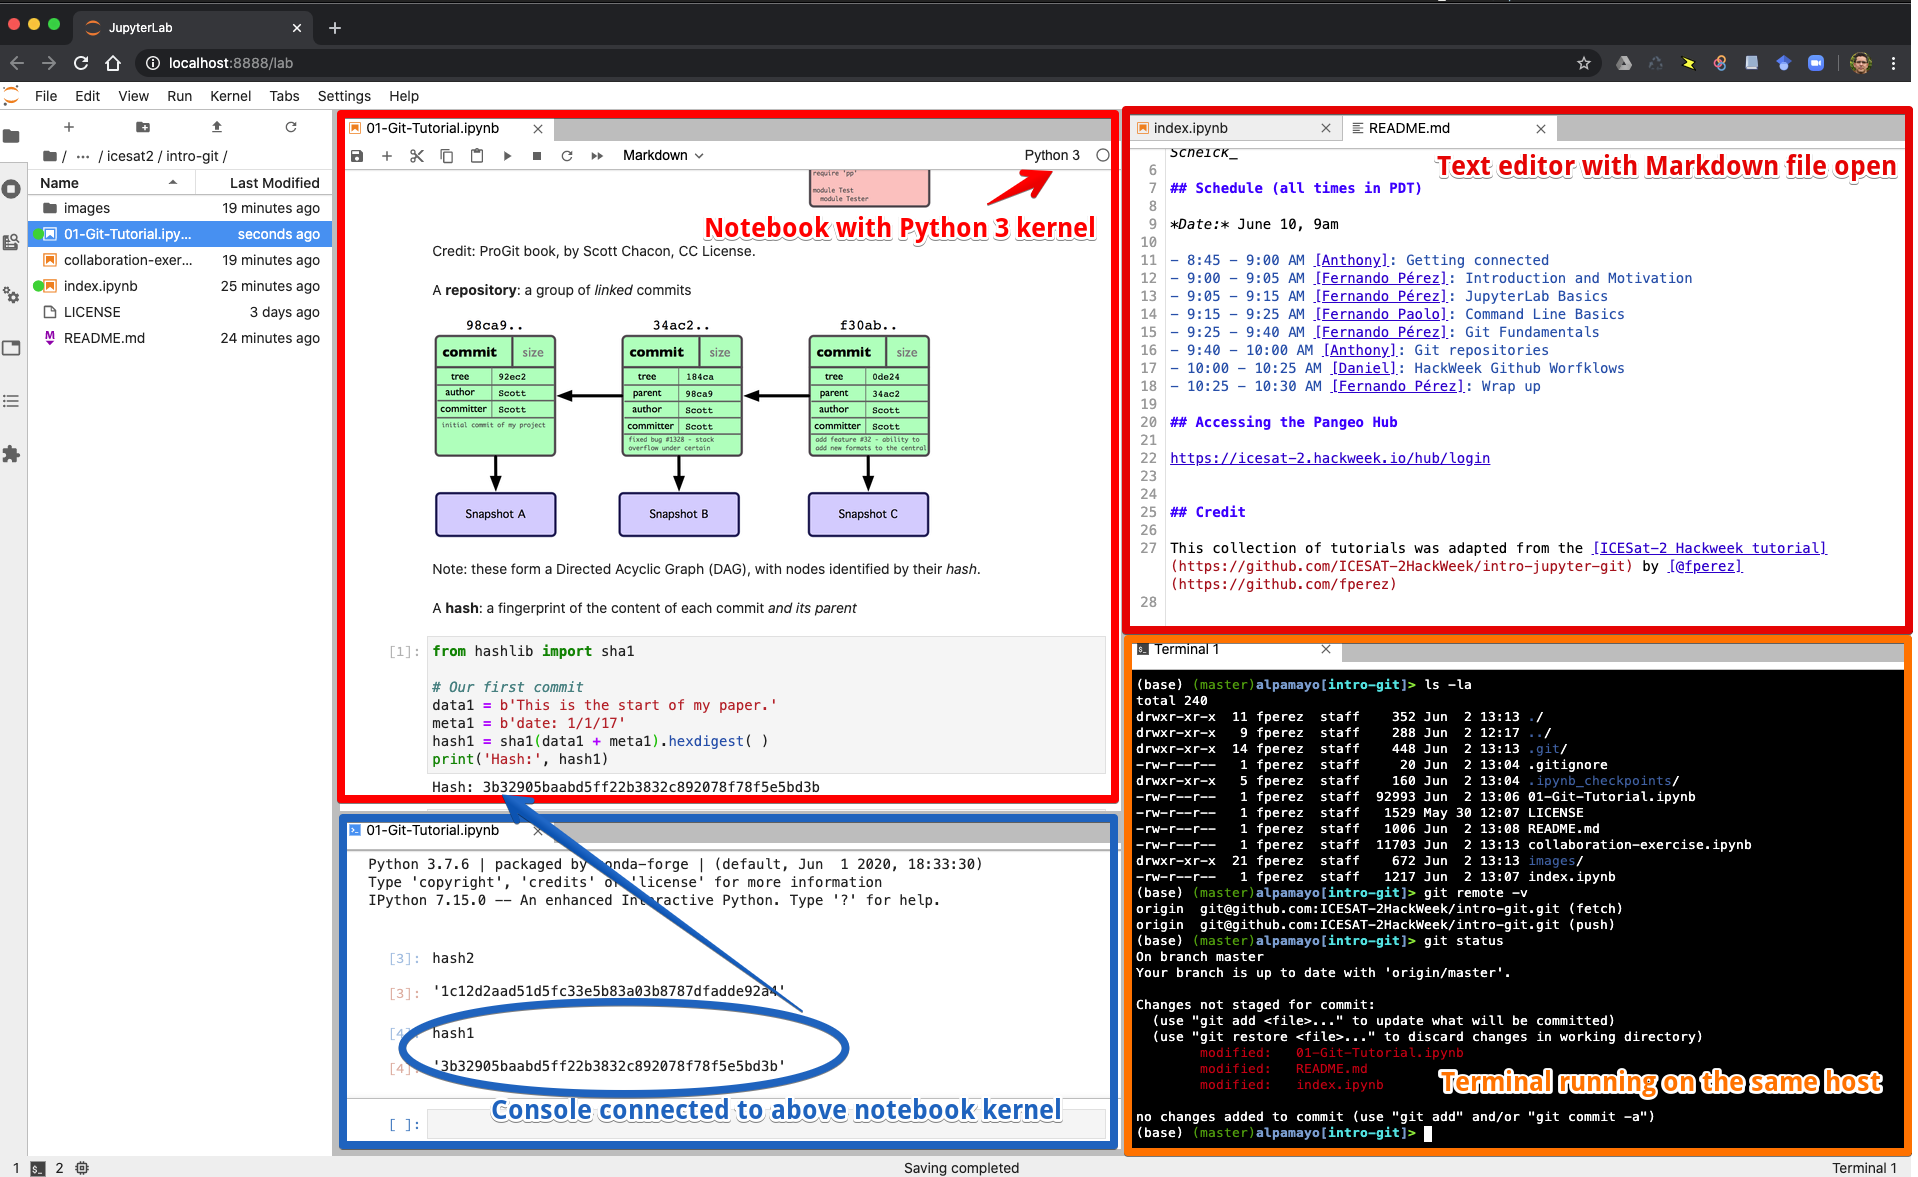 JupyterLab
localhost:8888/lab
File Edit View Run Kernel Tabs Settings Help
/ ··· / icesat2 / intro-git /
Name Last Modified
images 19 minutes ago
01-Git-Tutorial.ipy... seconds ago
collaboration-exer... 19 minutes ago
index.ipynb 25 minutes ago
LICENSE 3 days ago
README.md 24 minutes ago
01-Git-Tutorial.ipynb
Markdown Python 3
require 'pp'
module Test
module Tester
Notebook with Python 3 kernel
Credit: ProGit book, by Scott Chacon, CC License.
A repository: a group of linked commits
98ca9.. 34ac2.. f30ab..
commit size commit size commit size
tree 92ec2 tree 184ca tree 0de24
author Scott parent 98ca9 parent 34ac2
committer Scott author Scott author Scott
initial commit of my project committer Scott committer Scott
fixed bug #1328 - stack add feature #32 - ability to
overflow under certain add new formats to the central
Snapshot A Snapshot B Snapshot C
Note: these form a Directed Acyclic Graph (DAG), with nodes identified by their hash.
A hash: a fingerprint of the content of each commit and its parent
[1]: from hashlib import sha1
# Our first commit
data1 = b'This is the start of my paper.'
meta1 = b'date: 1/1/17'
hash1 = sha1(data1 + meta1).hexdigest( )
print('Hash:', hash1)
Hash: 3b32905baabd5ff22b3832c892078f78f5e5bd3b
01-Git-Tutorial.ipynb
Python 3.7.6 | packaged by conda-forge | (default, Jun  1 2020, 18:33:30)
Type 'copyright', 'credits' or 'license' for more information
IPython 7.15.0 -- An enhanced Interactive Python. Type '?' for help.
[3]: hash2
[3]: '1c12d2aad51d5fc33e5b83a03b8787dfadde92a4'
[4]: hash1
[4]: '3b32905baabd5ff22b3832c892078f78f5e5bd3b'
Console connected to above notebook kernel
[ ]:
index.ipynb README.md
Scheick_
Text editor with Markdown file open
6
7 ## Schedule (all times in PDT)
8
9 *Date:* June 10, 9am
10
11 - 8:45 - 9:00 AM [Anthony]: Getting connected
12 - 9:00 - 9:05 AM [Fernando Pérez]: Introduction and Motivation
13 - 9:05 - 9:15 AM [Fernando Pérez]: JupyterLab Basics
14 - 9:15 - 9:25 AM [Fernando Paolo]: Command Line Basics
15 - 9:25 - 9:40 AM [Fernando Pérez]: Git Fundamentals
16 - 9:40 - 10:00 AM [Anthony]: Git repositories
17 - 10:00 - 10:25 AM [Daniel]: HackWeek Github Worfklows
18 - 10:25 - 10:30 AM [Fernando Pérez]: Wrap up
19
20 ## Accessing the Pangeo Hub
21
22 https://icesat-2.hackweek.io/hub/login
23
24
25 ## Credit
26
27 This collection of tutorials was adapted from the [ICESat-2 Hackweek tutorial]
(https://github.com/ICESAT-2HackWeek/intro-jupyter-git) by [@fperez]
(https://github.com/fperez)
28
Terminal 1
(base) (master)alpamayo[intro-git]> ls -la
total 240
drwxr-xr-x  11 fperez  staff    352 Jun  2 13:13 ./
drwxr-xr-x   9 fperez  staff    288 Jun  2 12:17 ../
drwxr-xr-x  14 fperez  staff    448 Jun  2 13:13 .git/
-rw-r--r--   1 fperez  staff     20 Jun  2 13:04 .gitignore
drwxr-xr-x   5 fperez  staff    160 Jun  2 13:04 .ipynb_checkpoints/
-rw-r--r--   1 fperez  staff  92993 Jun  2 13:06 01-Git-Tutorial.ipynb
-rw-r--r--   1 fperez  staff   1529 May 30 12:07 LICENSE
-rw-r--r--   1 fperez  staff   1006 Jun  2 13:08 README.md
-rw-r--r--   1 fperez  staff  11703 Jun  2 13:13 collaboration-exercise.ipynb
drwxr-xr-x  21 fperez  staff    672 Jun  2 13:13 images/
-rw-r--r--   1 fperez  staff   1217 Jun  2 13:07 index.ipynb
(base) (master)alpamayo[intro-git]> git remote -v
origin  git@github.com:ICESAT-2HackWeek/intro-git.git (fetch)
origin  git@github.com:ICESAT-2HackWeek/intro-git.git (push)
(base) (master)alpamayo[intro-git]> git status
On branch master
Your branch is up to date with 'origin/master'.
Changes not staged for commit:
(use "git add <file>..." to update what will be committed)
(use "git restore <file>..." to discard changes in working directory)
modified:   01-Git-Tutorial.ipynb
modified:   README.md
modified:   index.ipynb
Terminal running on the same host
no changes added to commit (use "git add" and/or "git commit -a")
(base) (master)alpamayo[intro-git]>
1 2 Saving completed Terminal 1